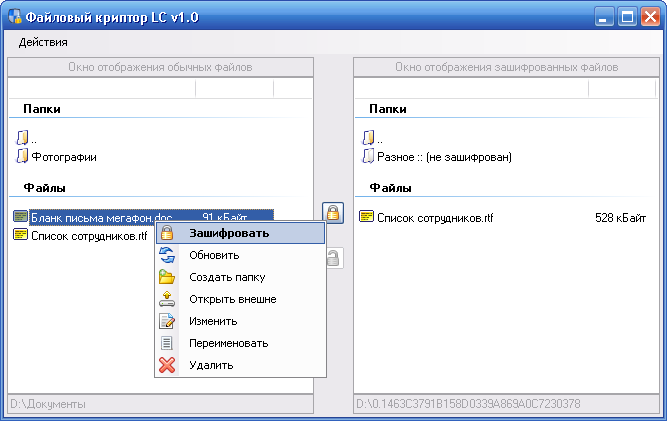 Файловый криптор LC v1.0
Действия
Окно отображения обычных файлов
Папки
..
Фотографии
Файлы
Бланк письма мегафон.doc 91 кБайт
Список сотрудников.rtf
Зашифровать
Обновить
Создать папку
Открыть внешне
Изменить
Переименовать
Удалить
D:\Документы
Окно отображения зашифрованных файлов
Папки
..
Разное :: (не зашифрован)
Файлы
Список сотрудников.rtf 528 кБайт
D:\0.1463C3791B158D0339A869A0C7230378